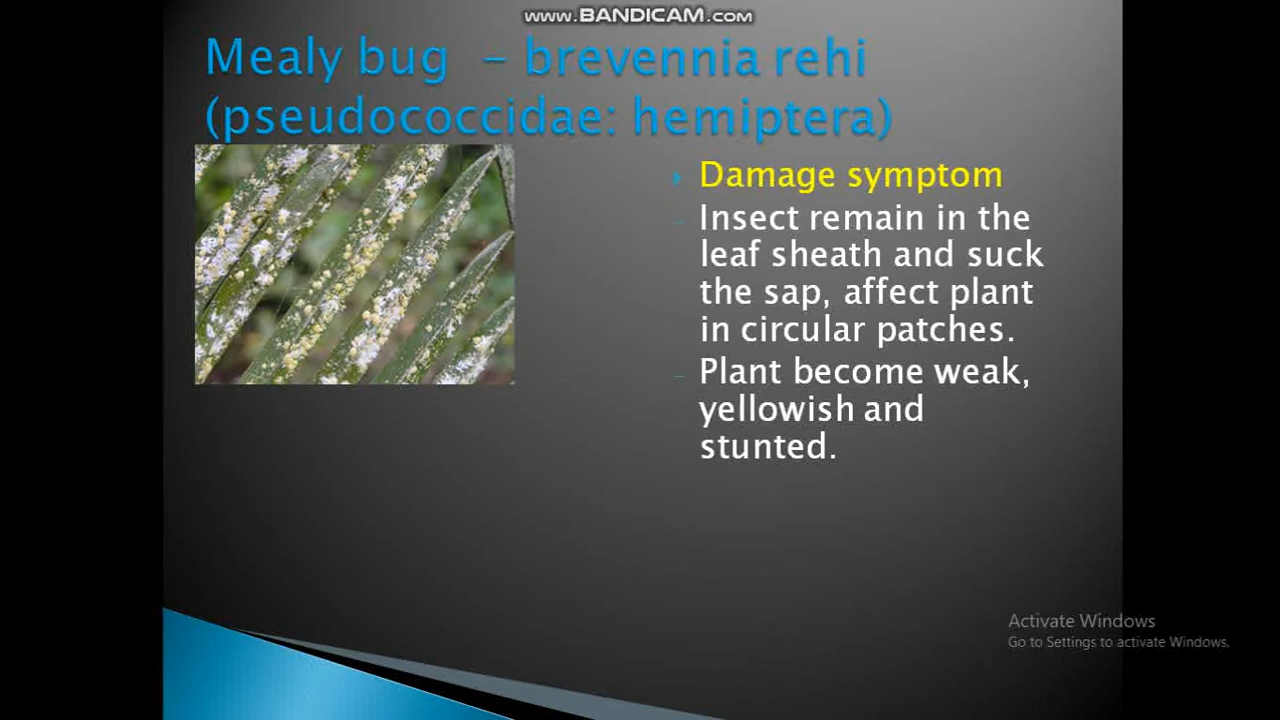 www.BANDICAM.com
Mealy bug - brevennia rehi
(pseudococcidae: hemiptera)
Damage symptom
- Insect remain in the
leaf sheath and suck
the sap, affect plant
in circular patches.
- Plant become weak,
yellowish and
stunted.
Activate Windows
Go to Settings to activate Windows.